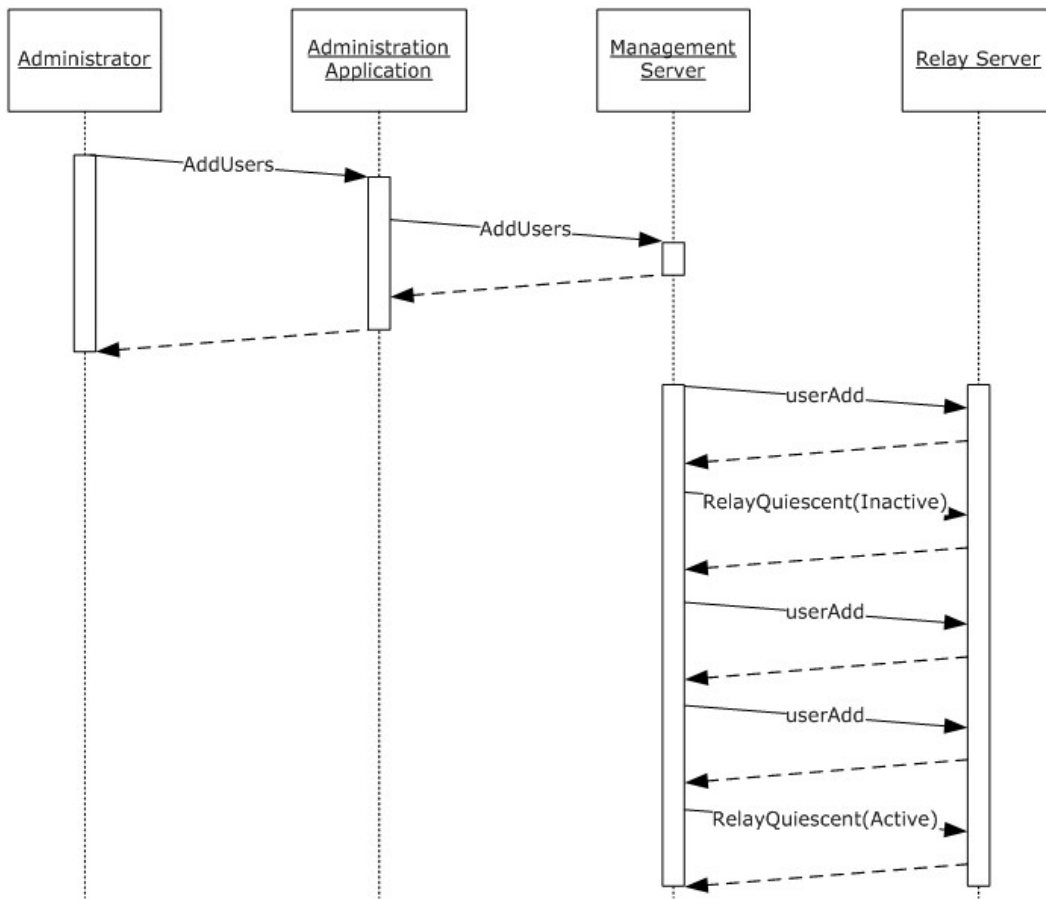 Administrator
Administration
Application
Management
Server
Relay Server
AddUsers
AddUsers
userAdd
RelayQuiescent(Inactive)
userAdd
userAdd
RelayQuiescent(Active)